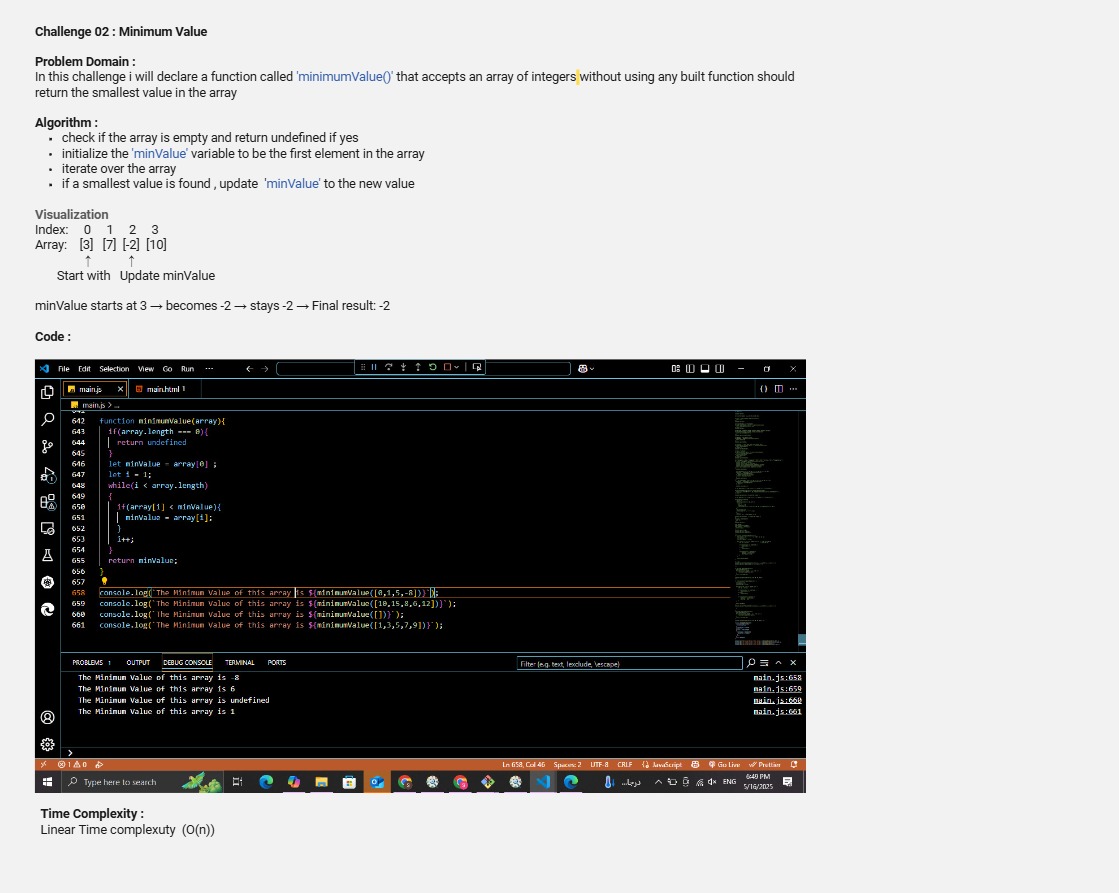 Challenge 02 : Minimum Value
Problem Domain :
In this challenge i will declare a function called 'minimumValue()' that accepts an array of integers without using any built function should
return the smallest value in the array
Algorithm :
• check if the array is empty and return undefined if yes
• initialize the 'minValue' variable to be the first element in the array
• iterate over the array
• if a smallest value is found , update 'minValue' to the new value
Visualization
Index: 0 1 2 3
Array: [3] [7] [-2] [10]
↑ ↑
Start with Update minValue
minValue starts at 3 → becomes -2 → stays -2 → Final result: -2
Code :
File Edit Selection View Go Run ···
main.js × main.html 1
main.js > ...
641
642 function minimumValue(array){
643 if(array.length === 0){
644 return undefined
645 }
646 let minValue = array[0] ;
647 let i = 1;
648 while(i < array.length)
649 {
650 if(array[i] < minValue){
651 minValue = array[i];
652 }
653 i++;
654 }
655 return minValue;
656 }
657
658 console.log(`The Minimum Value of this array is ${minimumValue([0,1,5,-8])}`);
659 console.log(`The Minimum Value of this array is ${minimumValue([10,15,8,6,12])}`);
660 console.log(`The Minimum Value of this array is ${minimumValue([])}`);
661 console.log(`The Minimum Value of this array is ${minimumValue([1,3,5,7,9])}`);
PROBLEMS 1 OUTPUT DEBUG CONSOLE TERMINAL PORTS Filter (e.g. text, !exclude, \escape)
The Minimum Value of this array is -8 main.js:658
The Minimum Value of this array is 6 main.js:659
The Minimum Value of this array is undefined main.js:660
The Minimum Value of this array is 1 main.js:661
1 0 Ln 658, Col 46 Spaces: 2 UTF-8 CRLF JavaScript Go Live Prettier
Type here to search ENG 6:49 PM
5/16/2025
Time Complexity :
Linear Time complexuty (O(n))